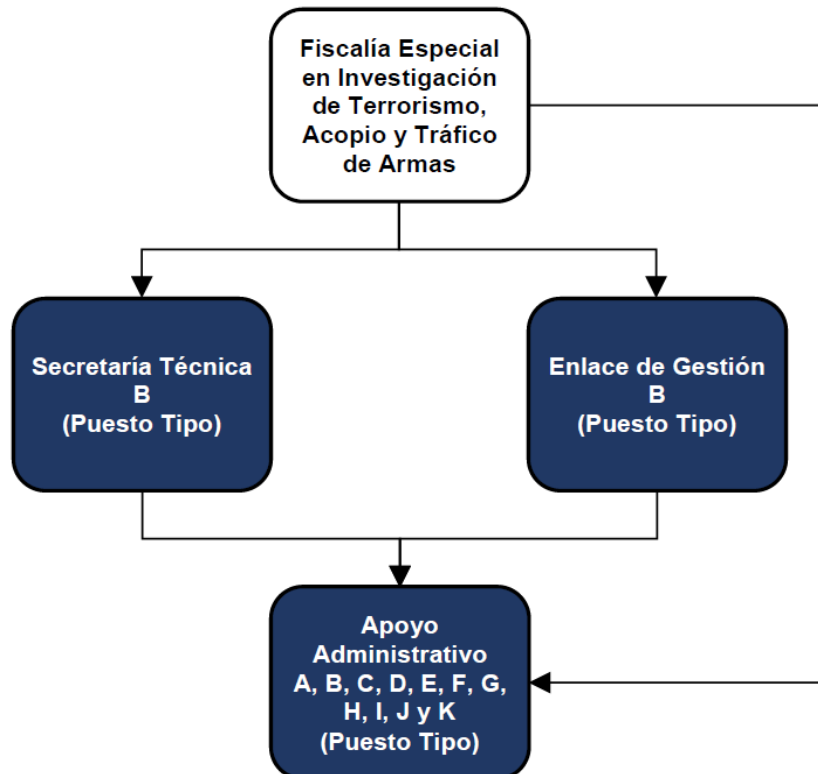 Fiscalía Especial
en Investigación
de Terrorismo,
Acopio y Tráfico
de Armas
Secretaría Técnica
B
(Puesto Tipo)
Enlace de Gestión
B
(Puesto Tipo)
Apoyo
Administrativo
A, B, C, D, E, F, G,
H, I, J y K
(Puesto Tipo)